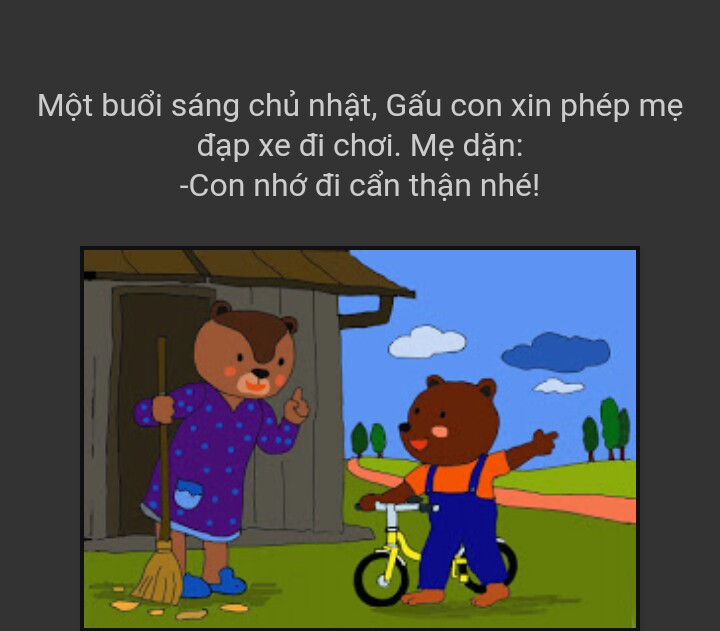 Một buổi sáng chủ nhật, Gấu con xin phép mẹ
đạp xe đi chơi. Mẹ dặn:
-Con nhớ đi cẩn thận nhé!